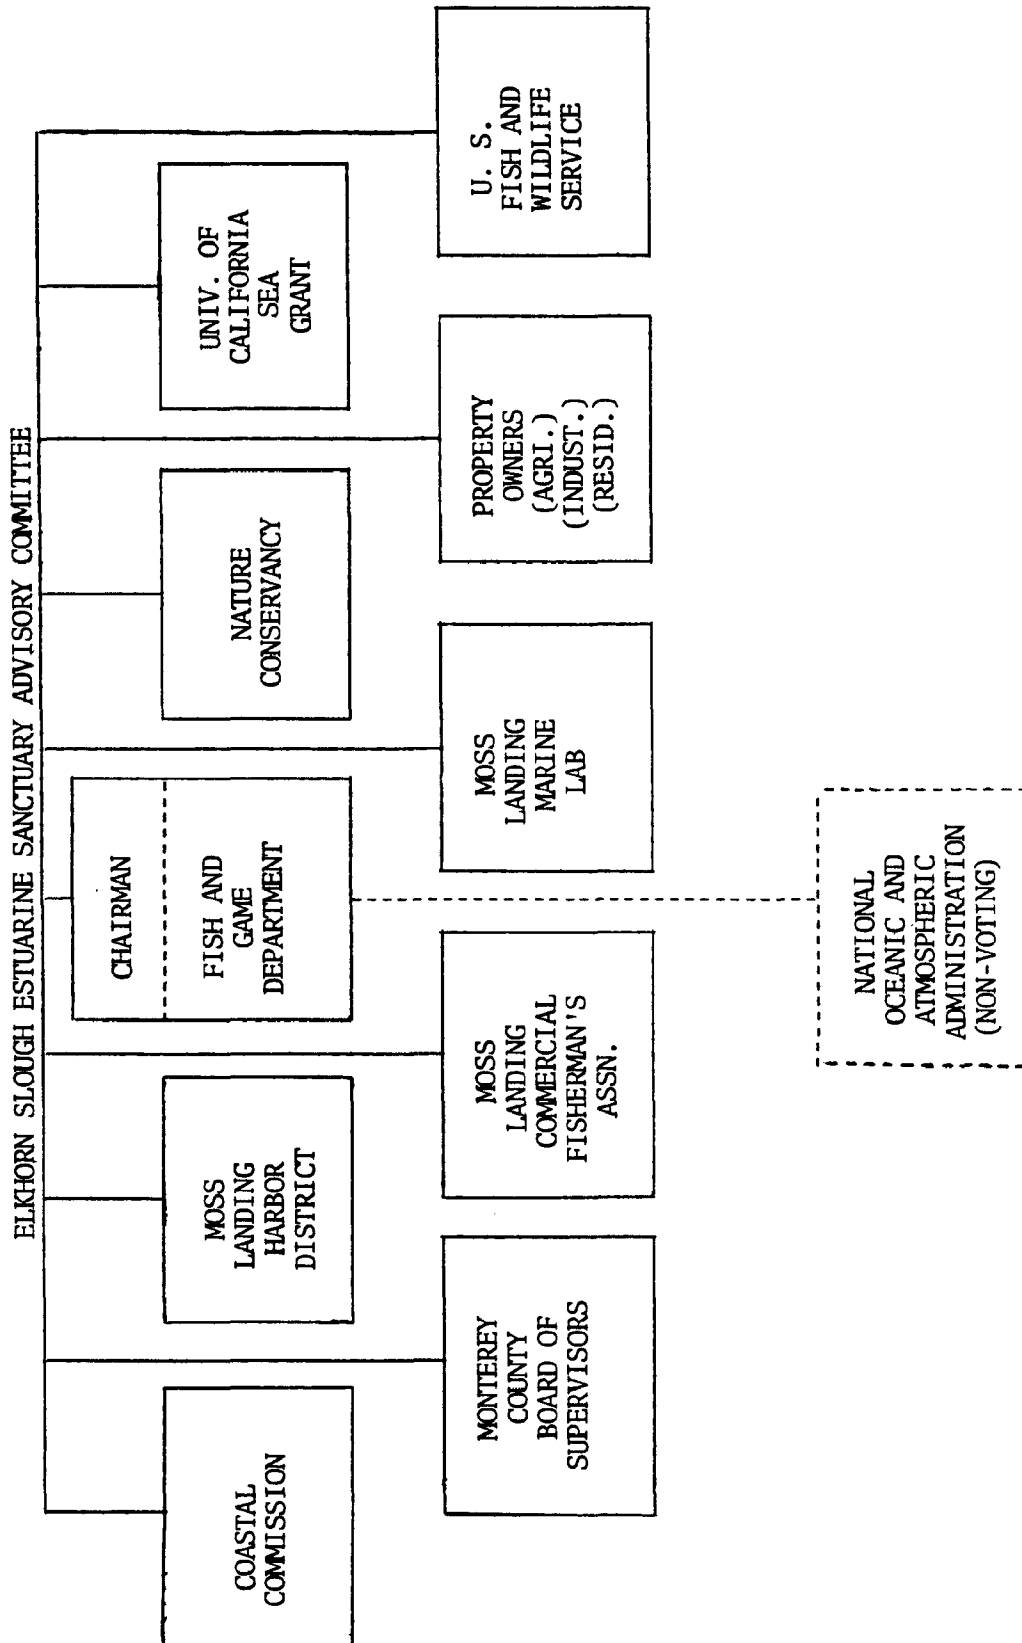 ELKHORN SLOUGH ESTUARINE SANCTUARY ADVISORY COMMITTEE
CHAIRMAN
FISH AND
GAME
DEPARTMENT
COASTAL
COMMISSION
MOSS
LANDING
HARBOR
DISTRICT
NATURE
CONSERVANCY
UNIV. OF
CALIFORNIA
SEA
GRANT
MONTEREY
COUNTY
BOARD OF
SUPERVISORS
MOSS
LANDING
COMMERCIAL
FISHERMAN'S
ASSN.
MOSS
LANDING
MARINE
LAB
PROPERTY
OWNERS
(AGRI.)
(INDUST.)
(RESID.)
U. S.
FISH AND
WILDLIFE
SERVICE
NATIONAL
OCEANIC AND
ATMOSPHERIC
ADMINISTRATION
(NON-VOTING)